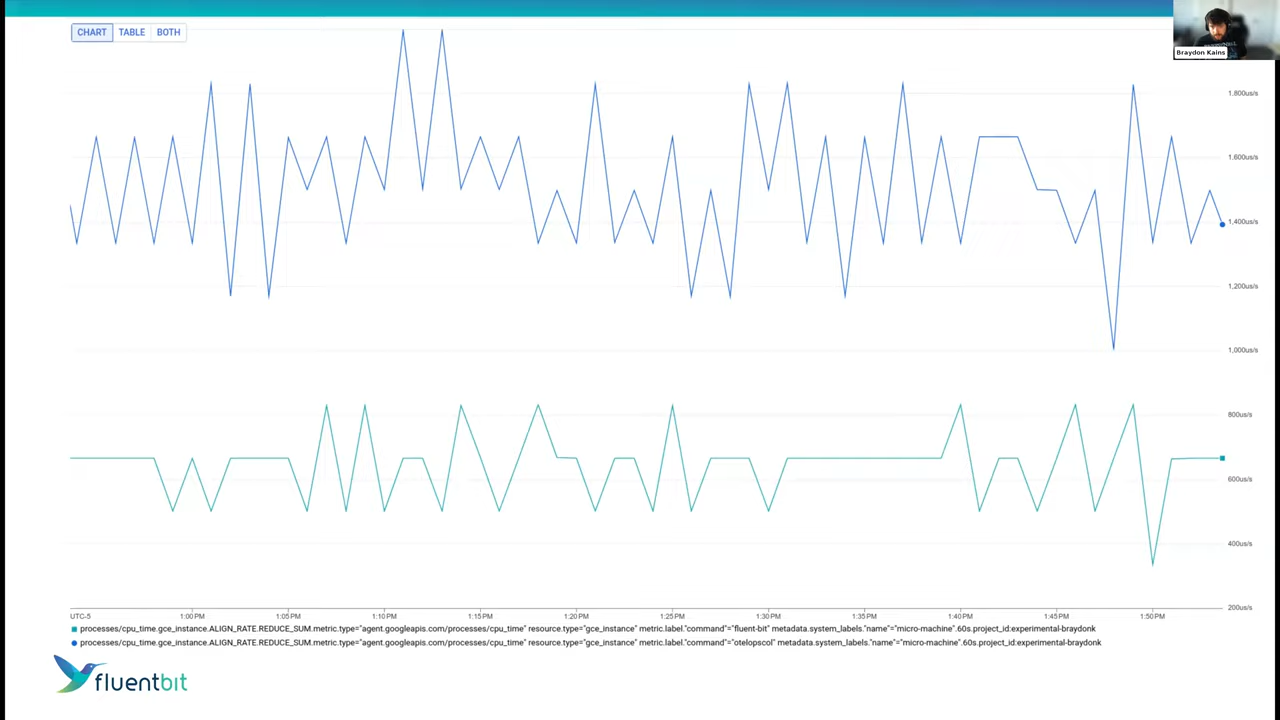 CHART TABLE BOTH
Braydon Kains
1,800us/s
1,600us/s
1,400us/s
1,200us/s
1,000us/s
800us/s
600us/s
400us/s
200us/s
UTC-5 1:00 PM 1:05 PM 1:10 PM 1:15 PM 1:20 PM 1:25 PM 1:30 PM 1:35 PM 1:40 PM 1:45 PM 1:50 PM
processes/cpu_time.gce_instance.ALIGN_RATE.REDUCE_SUM.metric.type="agent.googleapis.com/processes/cpu_time" resource.type="gce_instance" metric.label."command"="fluent-bit" metadata.system_labels."name"="micro-machine".60s.project_id:experimental-braydonk
processes/cpu_time.gce_instance.ALIGN_RATE.REDUCE_SUM.metric.type="agent.googleapis.com/processes/cpu_time" resource.type="gce_instance" metric.label."command"="otelopscol" metadata.system_labels."name"="micro-machine".60s.project_id:experimental-braydonk
fluentbit